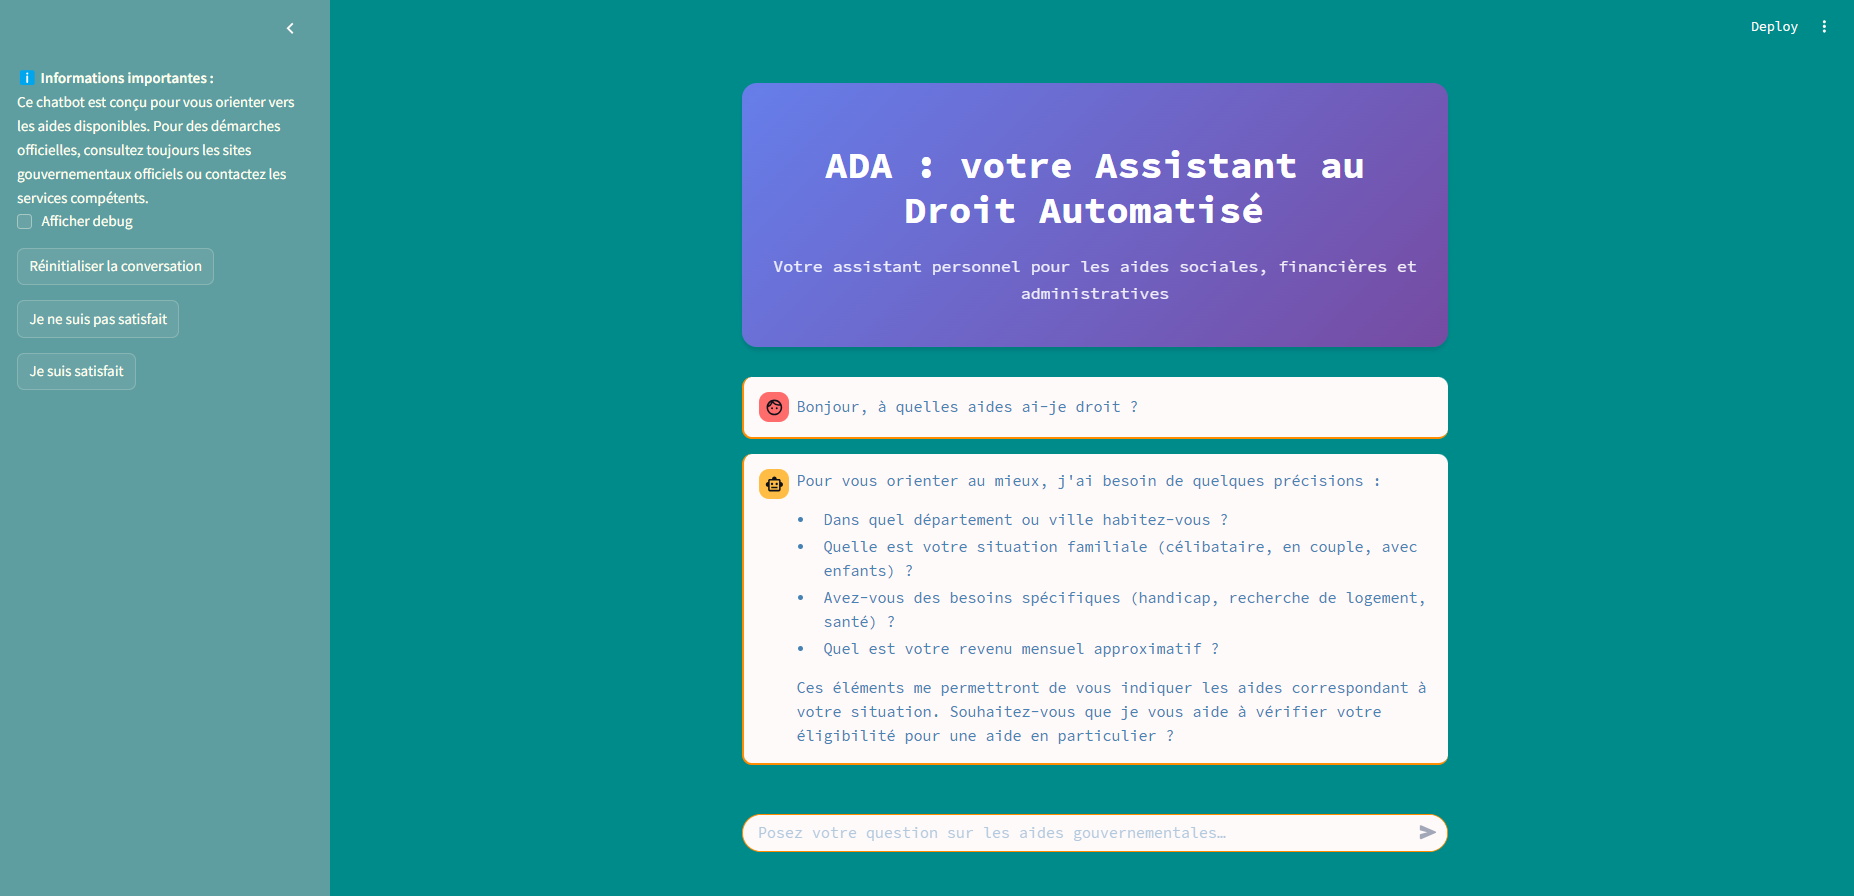 Deploy
ℹ️ Informations importantes :
Ce chatbot est conçu pour vous orienter vers
les aides disponibles. Pour des démarches
officielles, consultez toujours les sites
gouvernementaux officiels ou contactez les
services compétents.
Afficher debug
Réinitialiser la conversation
Je ne suis pas satisfait
Je suis satisfait
ADA : votre Assistant au
Droit Automatisé
Votre assistant personnel pour les aides sociales, financières et
administratives
Bonjour, à quelles aides ai-je droit ?
Pour vous orienter au mieux, j'ai besoin de quelques précisions :
• Dans quel département ou ville habitez-vous ?
• Quelle est votre situation familiale (célibataire, en couple, avec
enfants) ?
• Avez-vous des besoins spécifiques (handicap, recherche de logement,
santé) ?
• Quel est votre revenu mensuel approximatif ?
Ces éléments me permettront de vous indiquer les aides correspondant à
votre situation. Souhaitez-vous que je vous aide à vérifier votre
éligibilité pour une aide en particulier ?
Posez votre question sur les aides gouvernementales…